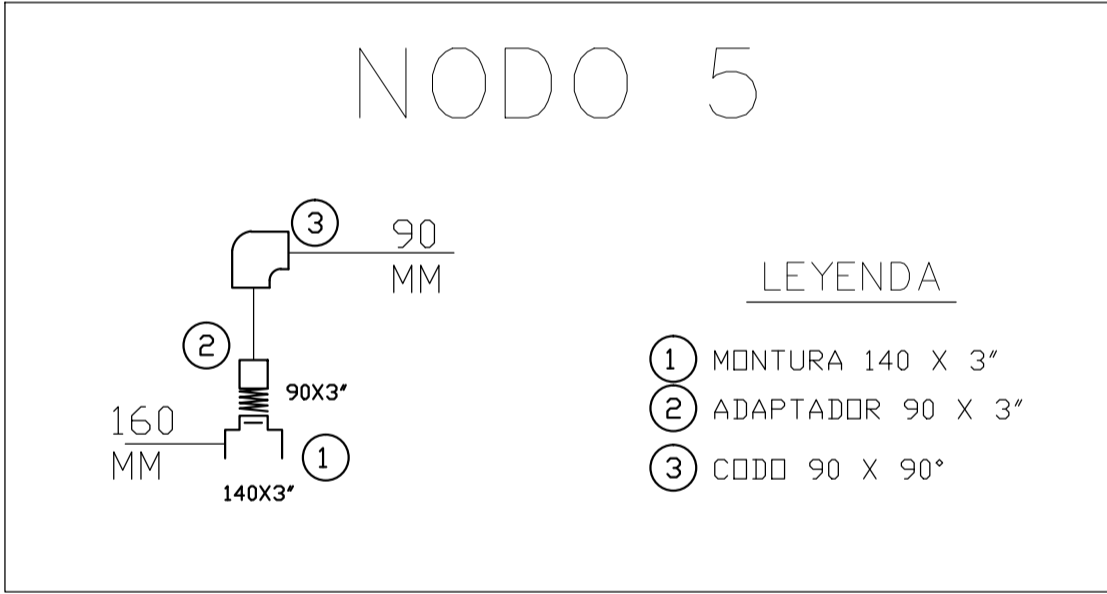 NODO 5
3
90
MM
2
90X3"
160
MM
1
140X3"
LEYENDA
1 MONTURA 140 X 3"
2 ADAPTADOR 90 X 3"
3 CODO 90 X 90°